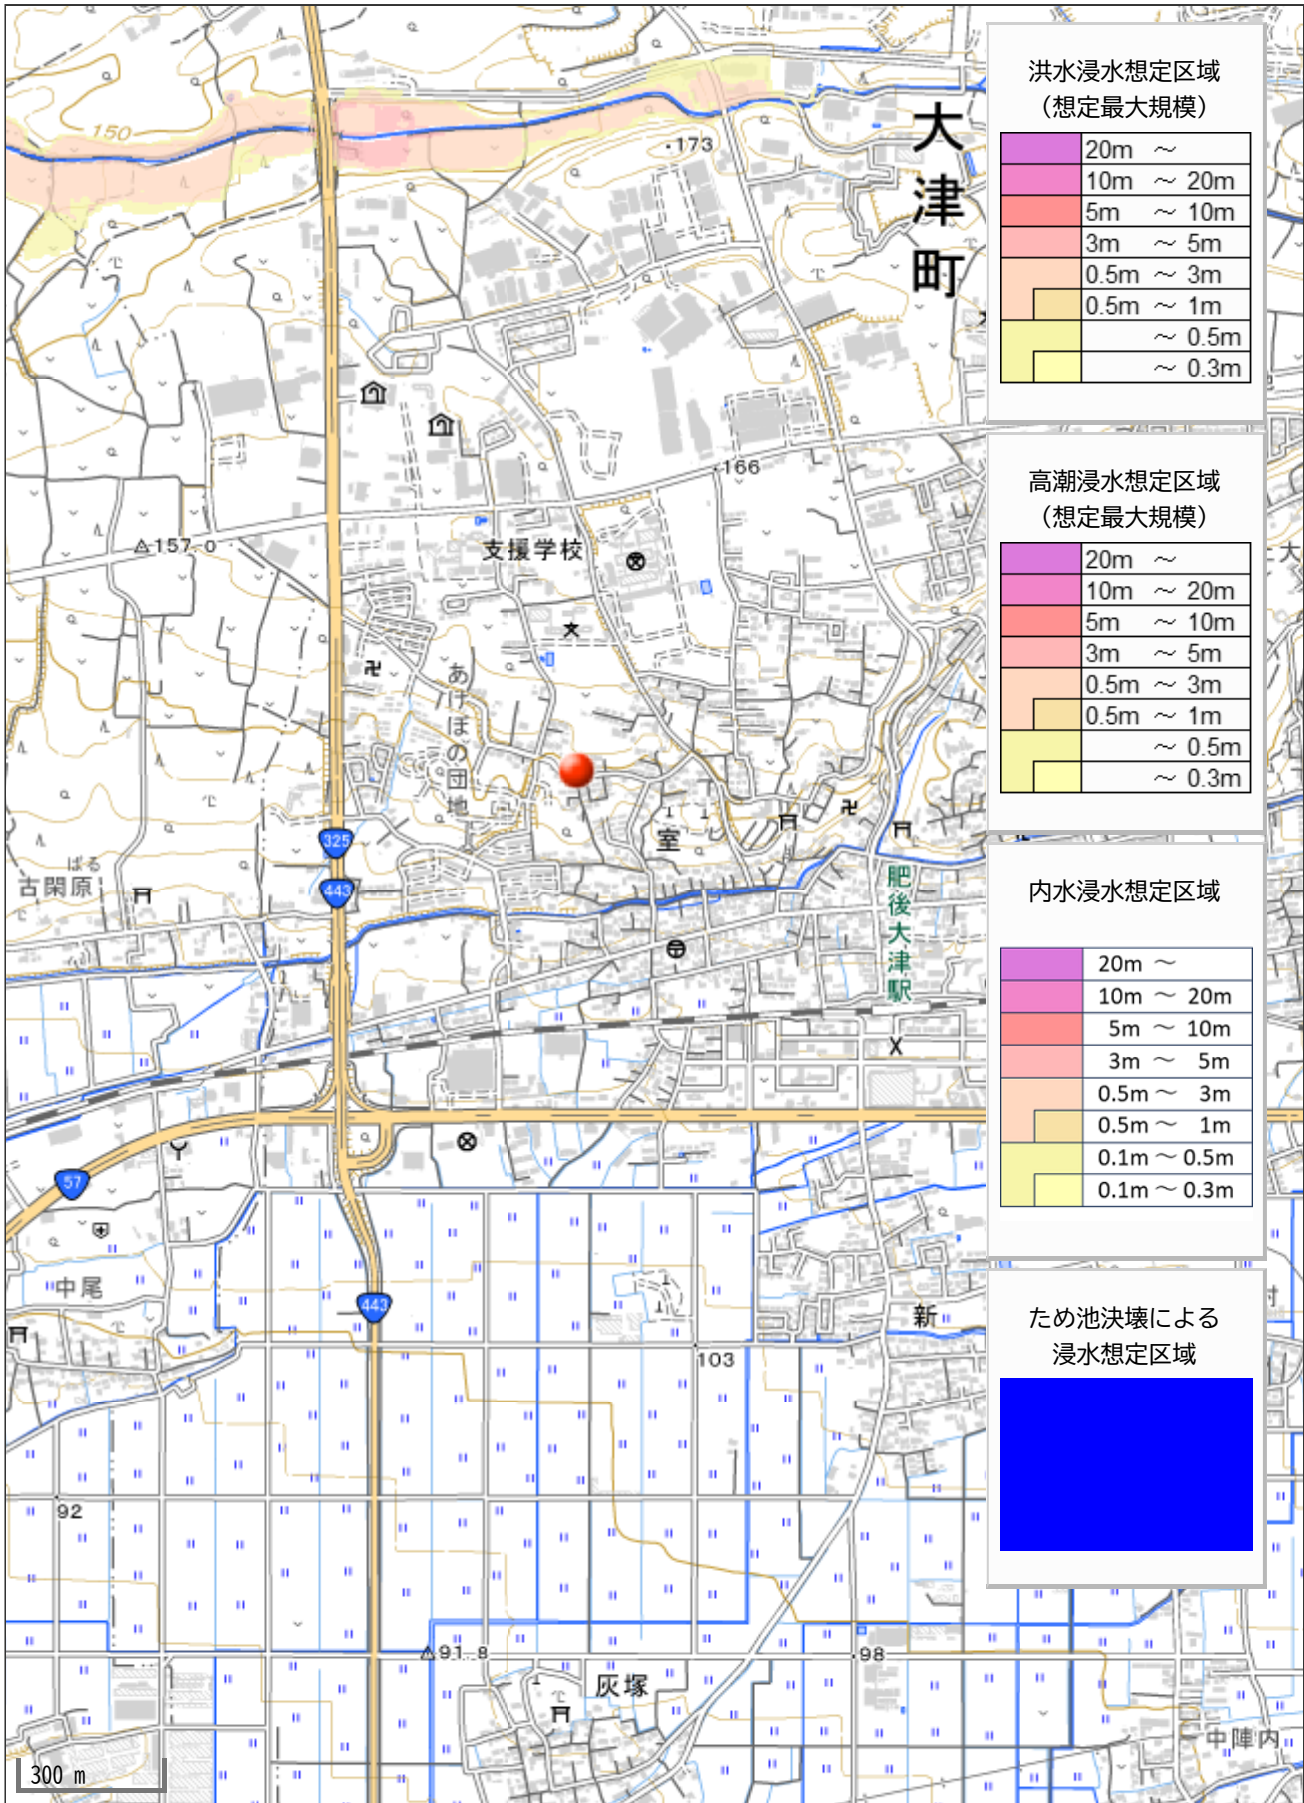 150
173
大津町
166
157.0
支援学校
あけぼの団地
325
室
ばる
古閑原
443
肥後大津駅
57
中尾
443
新
村
103
92
91.8
98
灰塚
中陣内
300 m
大
洪水浸水想定区域
(想定最大規模)
20m ～
10m ～ 20m
5m ～ 10m
3m ～ 5m
0.5m ～ 3m
0.5m ～ 1m
～ 0.5m
～ 0.3m
高潮浸水想定区域
(想定最大規模)
20m ～
10m ～ 20m
5m ～ 10m
3m ～ 5m
0.5m ～ 3m
0.5m ～ 1m
～ 0.5m
～ 0.3m
内水浸水想定区域
20m ～
10m ～ 20m
5m ～ 10m
3m ～ 5m
0.5m ～ 3m
0.5m ～ 1m
0.1m ～ 0.5m
0.1m ～ 0.3m
ため池決壊による
浸水想定区域